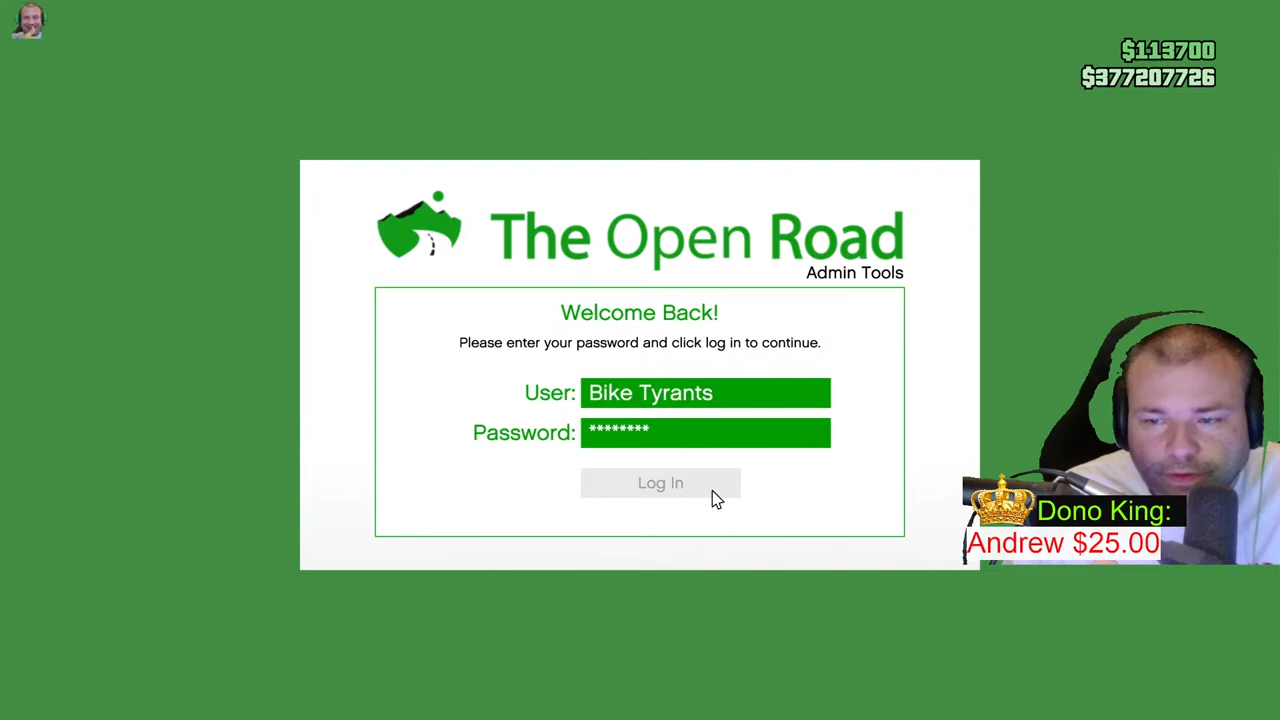 $113700
$377207726
The Open Road
Admin Tools
Welcome Back!
Please enter your password and click log in to continue.
User: Bike Tyrants
Password: ********
Log In
Dono King:
Andrew $25.00